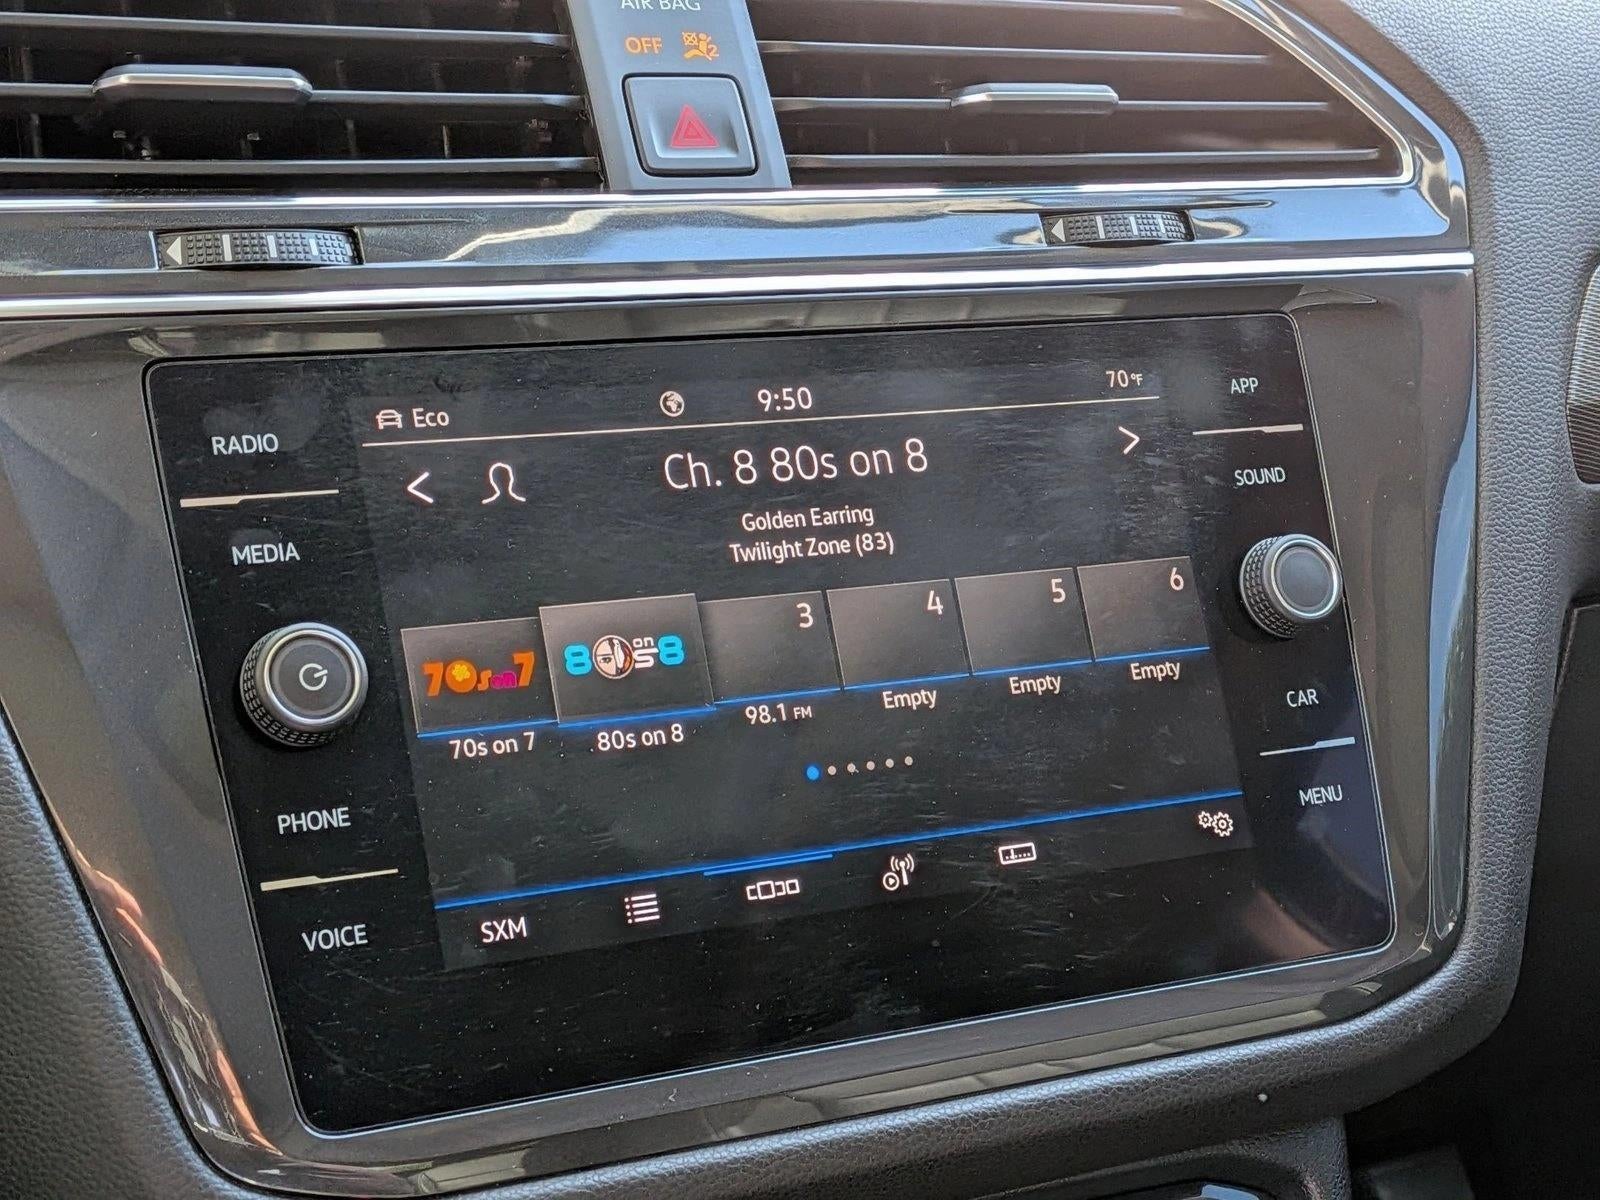 AIR BAG
OFF
2
Eco
9:50
70°F
APP
RADIO
Ch. 8 80s on 8
SOUND
MEDIA
Golden Earring
Twilight Zone (83)
70s on 7
80s on 8
3
4
5
6
70s on 7
80s on 8
98.1 FM
Empty
Empty
Empty
CAR
PHONE
MENU
VOICE
SXM